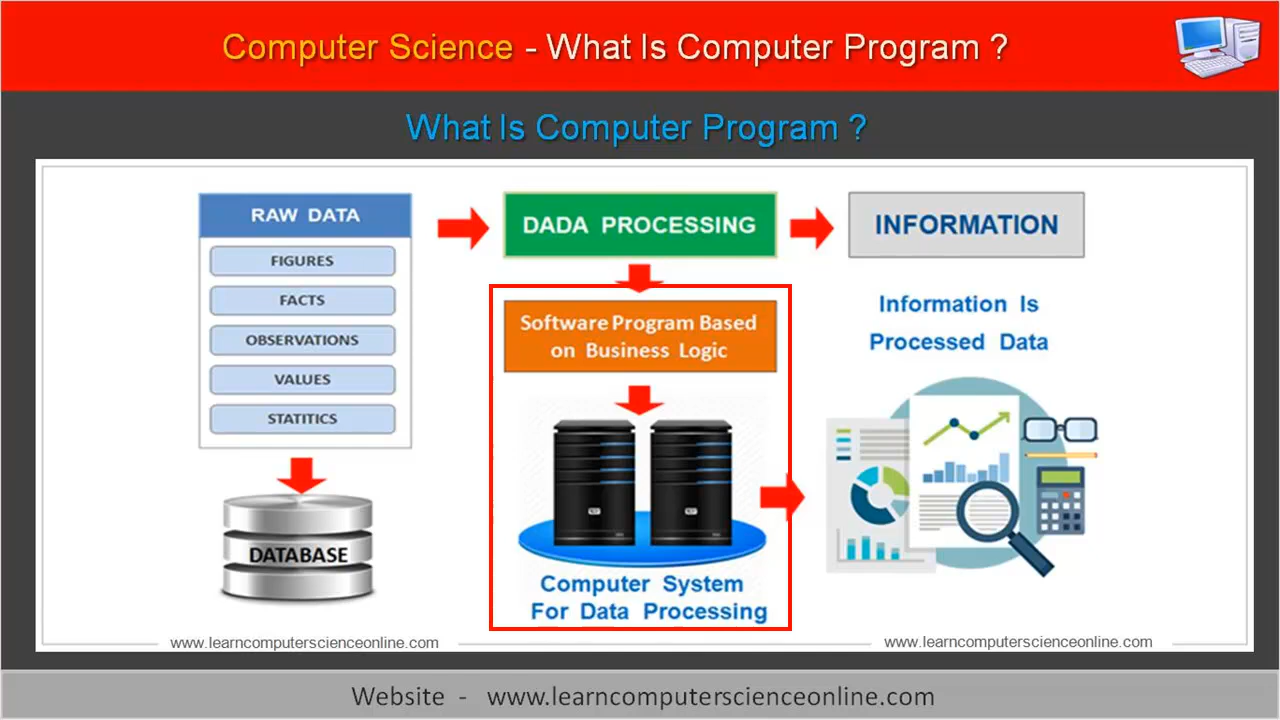 Computer Science - What Is Computer Program ?
What Is Computer Program ?
RAW DATA
FIGURES
FACTS
OBSERVATIONS
VALUES
STATITICS
DATABASE
DADA PROCESSING
Software Program Based
on Business Logic
Computer System
For Data Processing
INFORMATION
Information Is
Processed Data
www.learncomputerscienceonline.com
www.learncomputerscienceonline.com
Website - www.learncomputerscienceonline.com